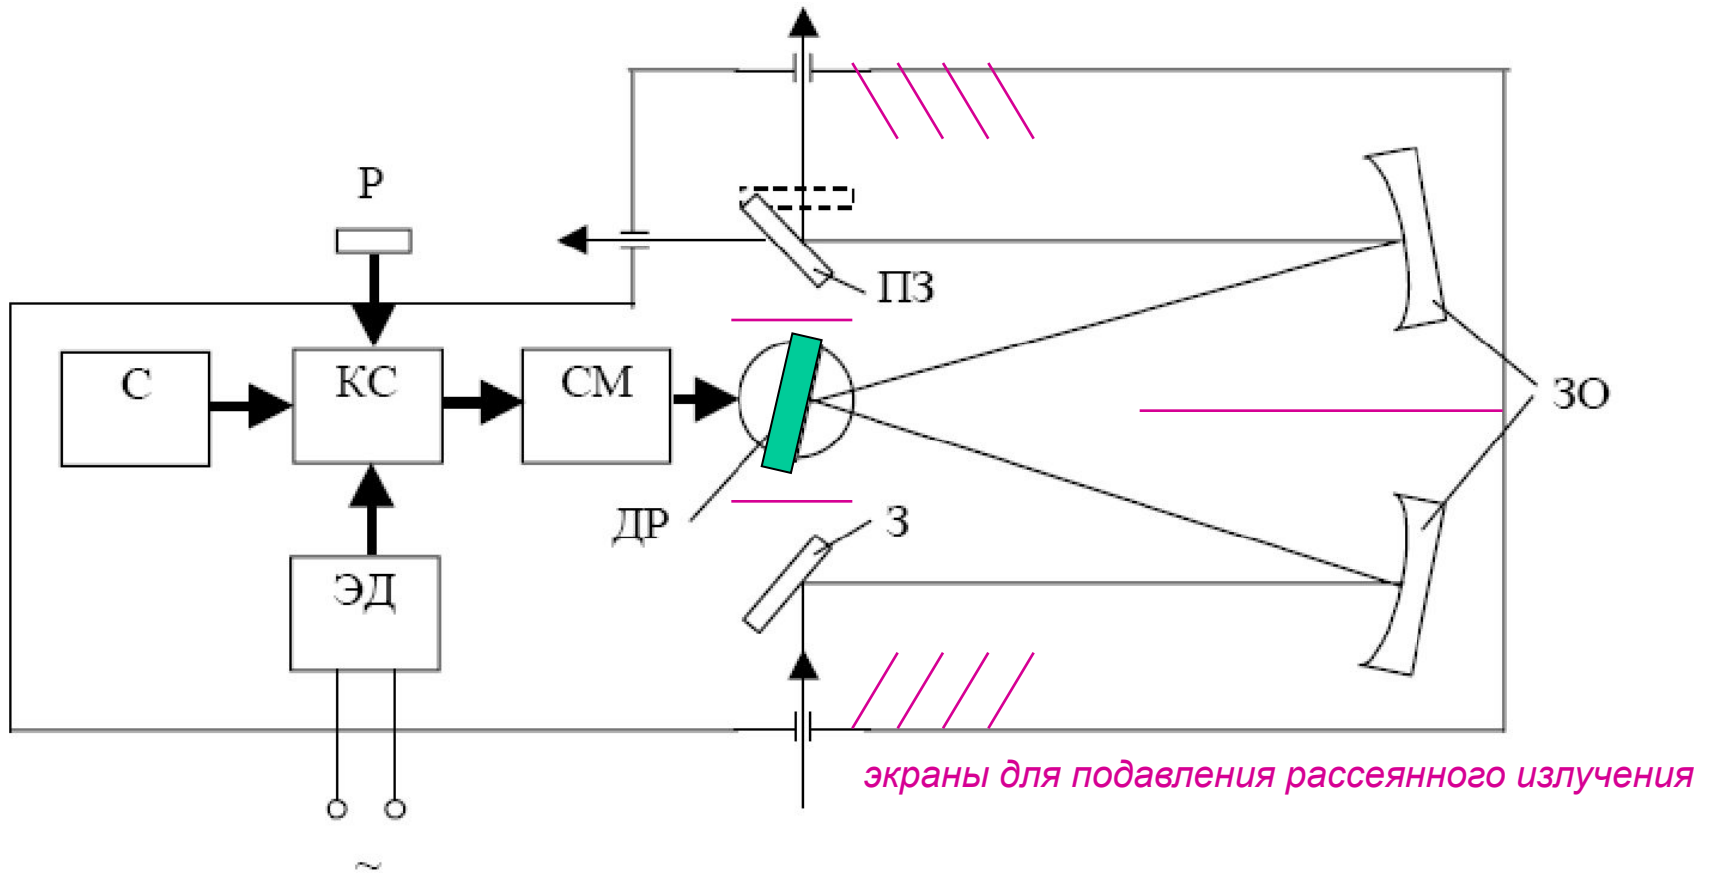 Р
ПЗ
С
КС
СМ
ЗО
ДР
З
ЭД
экраны для подавления рассеянного излучения
~